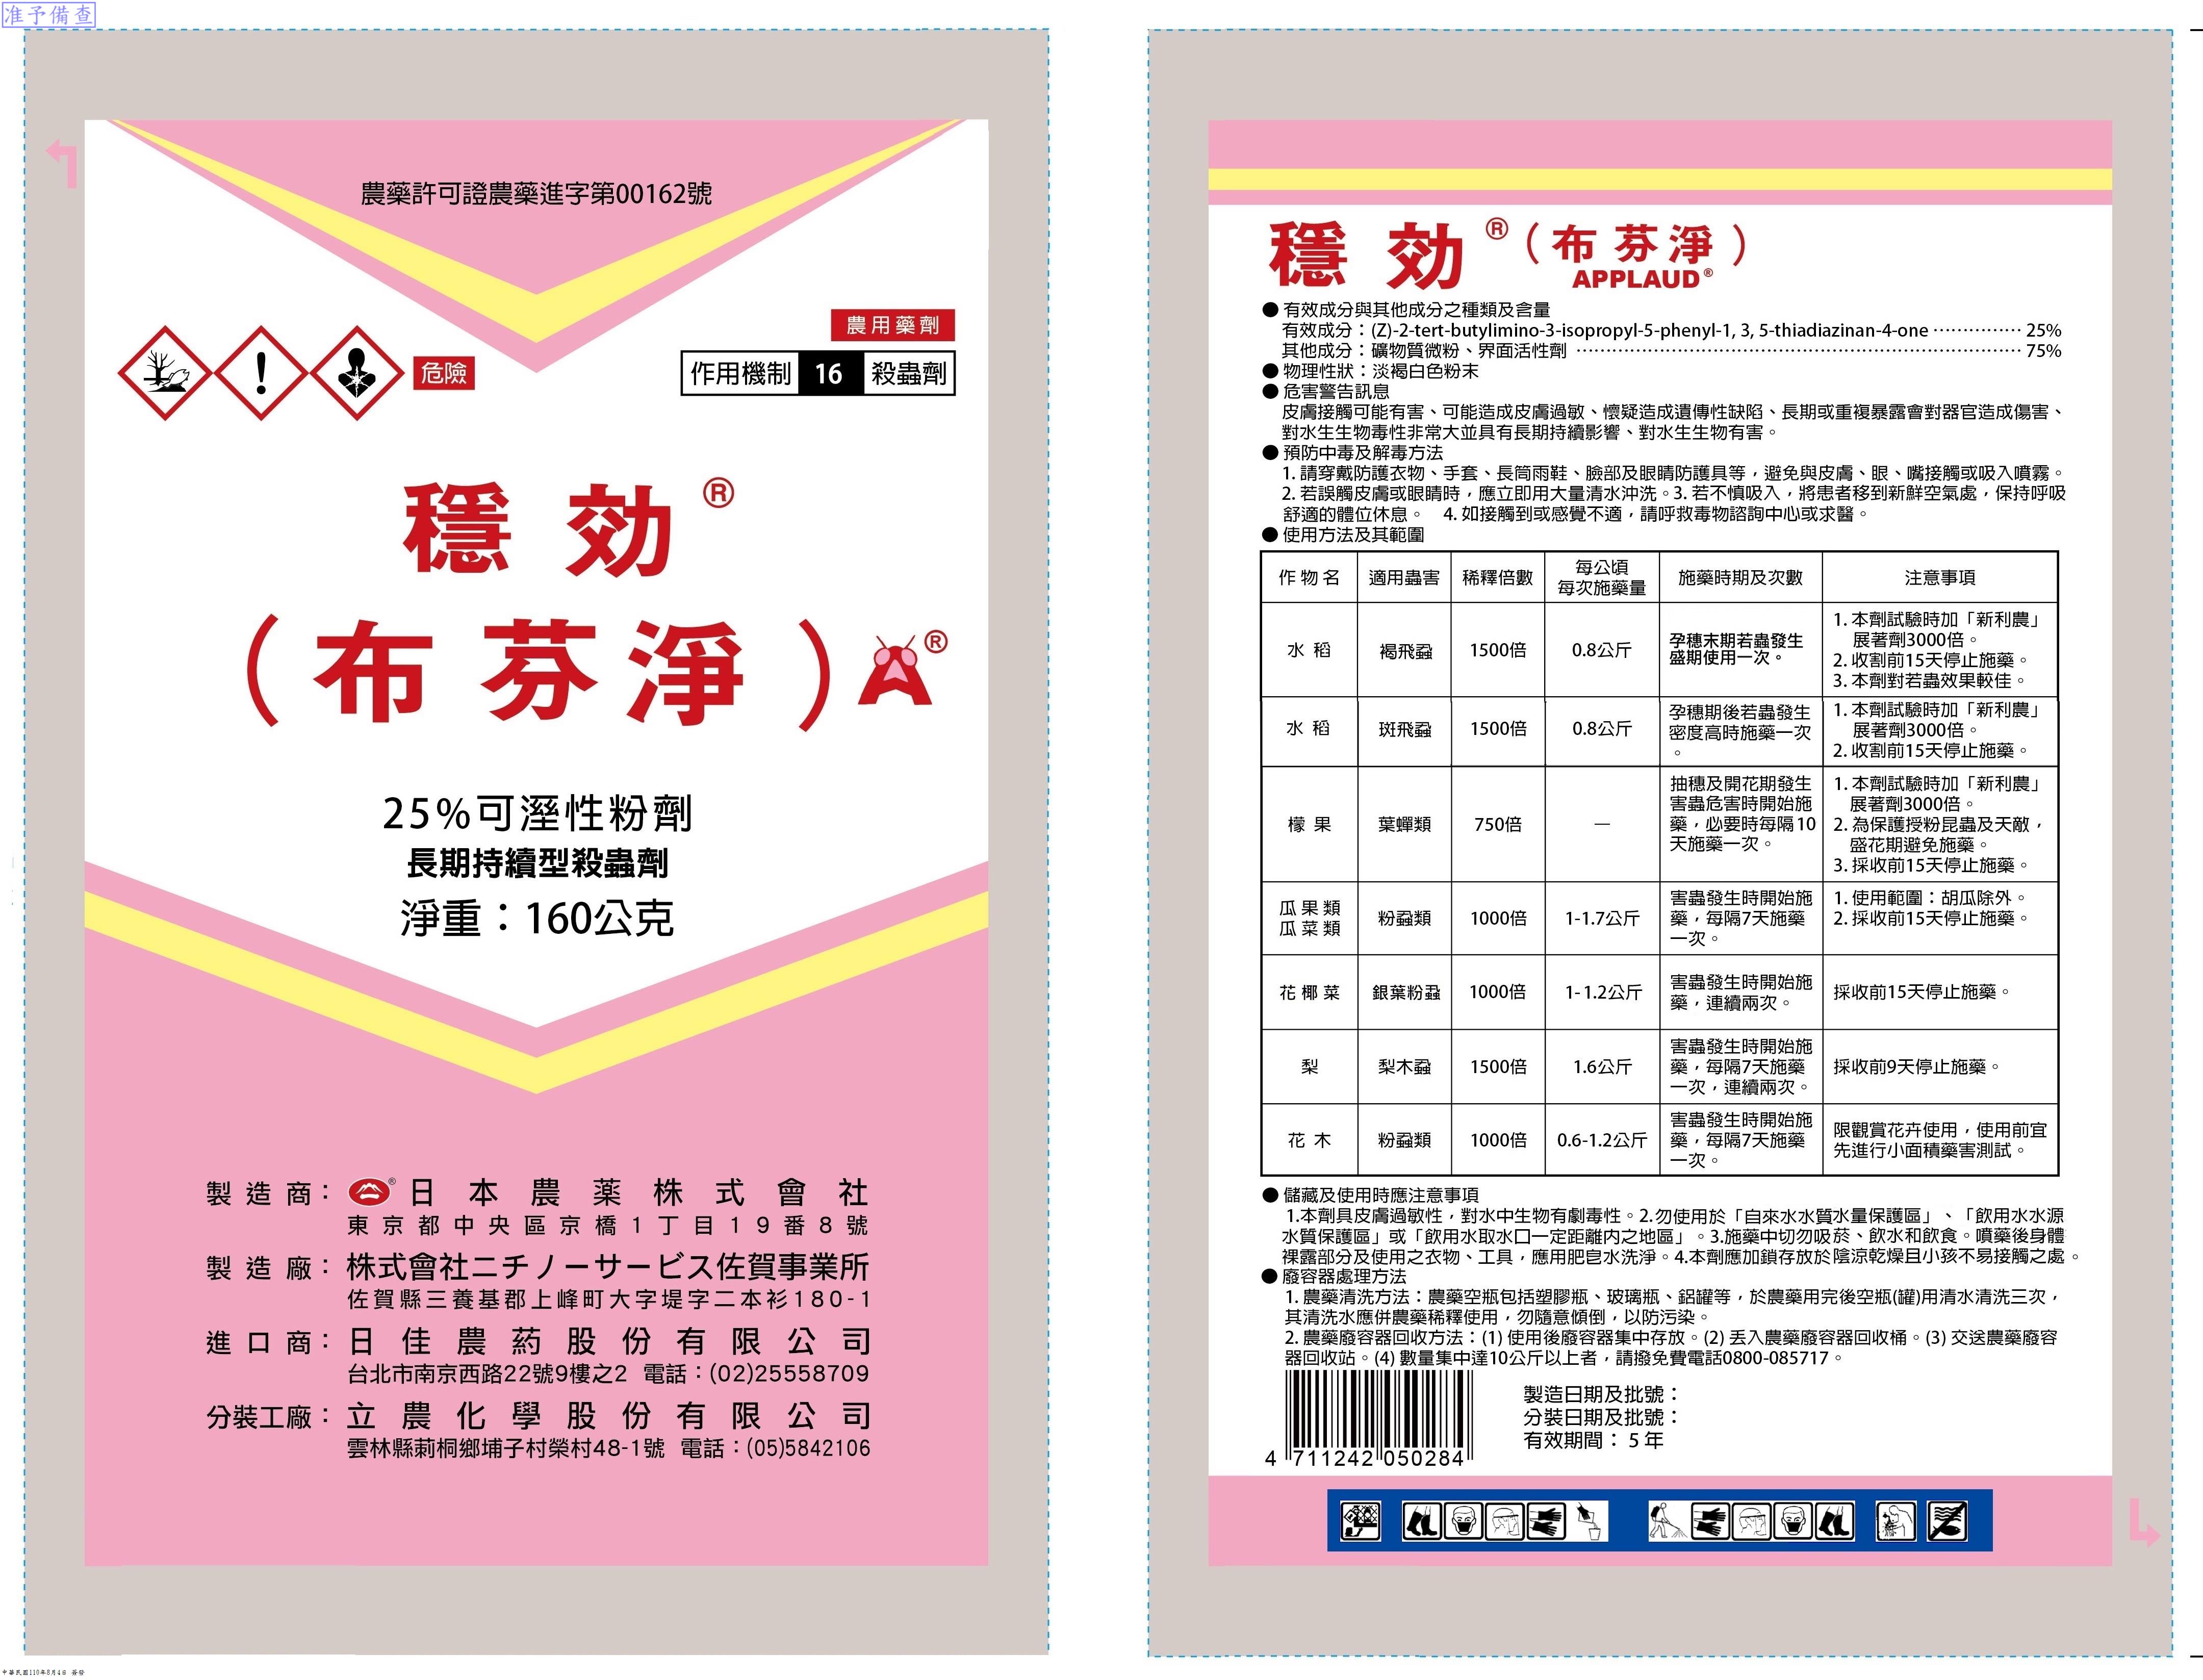 准予備查
農藥許可證農藥進字第00162號
農用藥劑
危險
作用機制 16 殺蟲劑
穩 効 ®
（布 芬 淨） ®
25%可溼性粉劑
長期持續型殺蟲劑
淨重：160公克
製 造 商： ® 日 本 農 薬 株 式 會 社
東京都中央區京橋1丁目19番8號
製 造 廠： 株式會社ニチノーサービス佐賀事業所
佐賀縣三養基郡上峰町大字堤字二本衫180-1
進 口 商： 日 佳 農 葯 股 份 有 限 公 司
台北市南京西路22號9樓之2 電話：(02)25558709
分裝工廠： 立 農 化 學 股 份 有 限 公 司
雲林縣莿桐鄉埔子村榮村48-1號 電話：(05)5842106
中華民國110年8月4日 簽發
穩 効 ® （布 芬 淨）
APPLAUD®
● 有效成分與其他成分之種類及含量
有效成分：(Z)-2-tert-butylimino-3-isopropyl-5-phenyl-1, 3, 5-thiadiazinan-4-one ⋯⋯⋯⋯⋯ 25%
其他成分：礦物質微粉、界面活性劑 ⋯⋯⋯⋯⋯⋯⋯⋯⋯⋯⋯⋯⋯⋯⋯⋯⋯⋯⋯⋯⋯⋯⋯⋯⋯ 75%
● 物理性狀：淡褐白色粉末
● 危害警告訊息
皮膚接觸可能有害、可能造成皮膚過敏、懷疑造成遺傳性缺陷、長期或重複暴露會對器官造成傷害、
對水生生物毒性非常大並具有長期持續影響、對水生生物有害。
● 預防中毒及解毒方法
1. 請穿戴防護衣物、手套、長筒雨鞋、臉部及眼睛防護具等，避免與皮膚、眼、嘴接觸或吸入噴霧。
2. 若誤觸皮膚或眼睛時，應立即用大量清水沖洗。3. 若不慎吸入，將患者移到新鮮空氣處，保持呼吸
舒適的體位休息。 4. 如接觸到或感覺不適，請呼救毒物諮詢中心或求醫。
● 使用方法及其範圍
作 物 名 適用蟲害 稀釋倍數 每公頃 施藥時期及次數 注意事項
每次施藥量
水 稻 褐飛蝨 1500倍 0.8公斤 孕穗末期若蟲發生
盛期使用一次。
1. 本劑試驗時加「新利農」
展著劑3000倍。
2. 收割前15天停止施藥。
3. 本劑對若蟲效果較佳。
水 稻 斑飛蝨 1500倍 0.8公斤 孕穗期後若蟲發生
密度高時施藥一次
。
1. 本劑試驗時加「新利農」
展著劑3000倍。
2. 收割前15天停止施藥。
檬 果 葉蟬類 750倍 — 抽穗及開花期發生
害蟲危害時開始施
藥，必要時每隔10
天施藥一次。
1. 本劑試驗時加「新利農」
展著劑3000倍。
2. 為保護授粉昆蟲及天敵，
盛花期避免施藥。
3. 採收前15天停止施藥。
瓜 果 類
瓜 菜 類 粉蝨類 1000倍 1-1.7公斤 害蟲發生時開始施
藥，每隔7天施藥
一次。
1. 使用範圍：胡瓜除外。
2. 採收前15天停止施藥。
花 椰 菜 銀葉粉蝨 1000倍 1-1.2公斤 害蟲發生時開始施
藥，連續兩次。
採收前15天停止施藥。
梨 梨木蝨 1500倍 1.6公斤 害蟲發生時開始施
藥，每隔7天施藥
一次，連續兩次。
採收前9天停止施藥。
花 木 粉蝨類 1000倍 0.6-1.2公斤 害蟲發生時開始施
藥，每隔7天施藥
一次。
限觀賞花卉使用，使用前宜
先進行小面積藥害測試。
● 儲藏及使用時應注意事項
1.本劑具皮膚過敏性，對水中生物有劇毒性。2.勿使用於「自來水水質水量保護區」、「飲用水水源
水質保護區」或「飲用水取水口一定距離內之地區」。3.施藥中切勿吸菸、飲水和飲食。噴藥後身體
裸露部分及使用之衣物、工具，應用肥皂水洗淨。4.本劑應加鎖存放於陰涼乾燥且小孩不易接觸之處。
● 廢容器處理方法
1. 農藥清洗方法：農藥空瓶包括塑膠瓶、玻璃瓶、鋁罐等，於農藥用完後空瓶(罐)用清水清洗三次，
其清洗水應併農藥稀釋使用，勿隨意傾倒，以防污染。
2. 農藥廢容器回收方法：(1) 使用後廢容器集中存放。(2) 丟入農藥廢容器回收桶。(3) 交送農藥廢容
器回收站。(4) 數量集中達10公斤以上者，請撥免費電話0800-085717。
製造日期及批號：
分裝日期及批號：
有效期間： 5 年
4 711242 050284